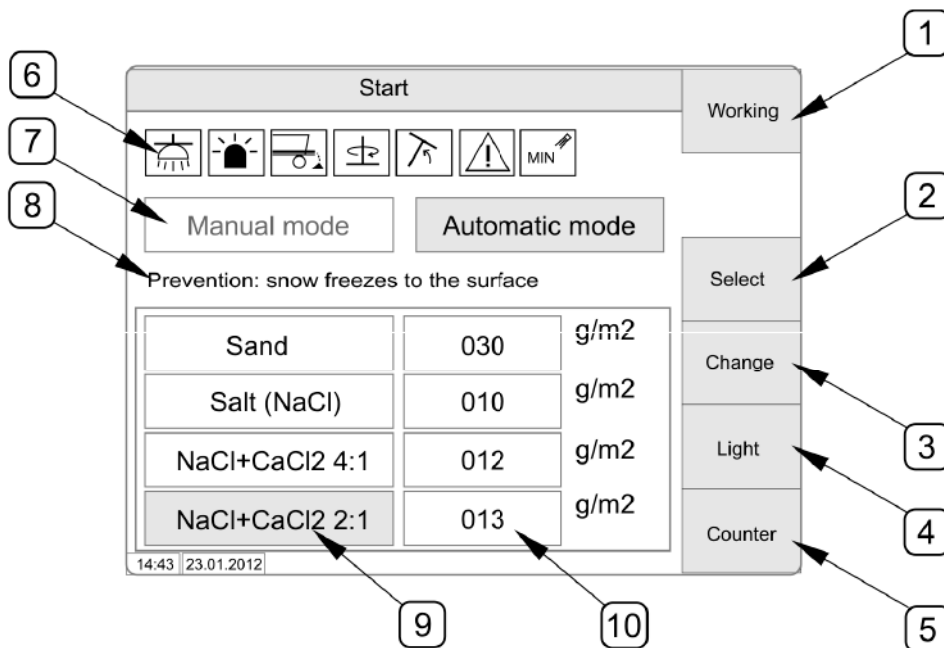 1
Start
Working
6
7
MIN
8
Manual mode
Automatic mode
2
Prevention: snow freezes to the surface
Select
Sand
030
g/m2
Change
Salt (NaCl)
010
g/m2
3
NaCl+CaCl2 4:1
012
g/m2
Light
4
NaCl+CaCl2 2:1
013
g/m2
Counter
14:43
23.01.2012
9
10
5